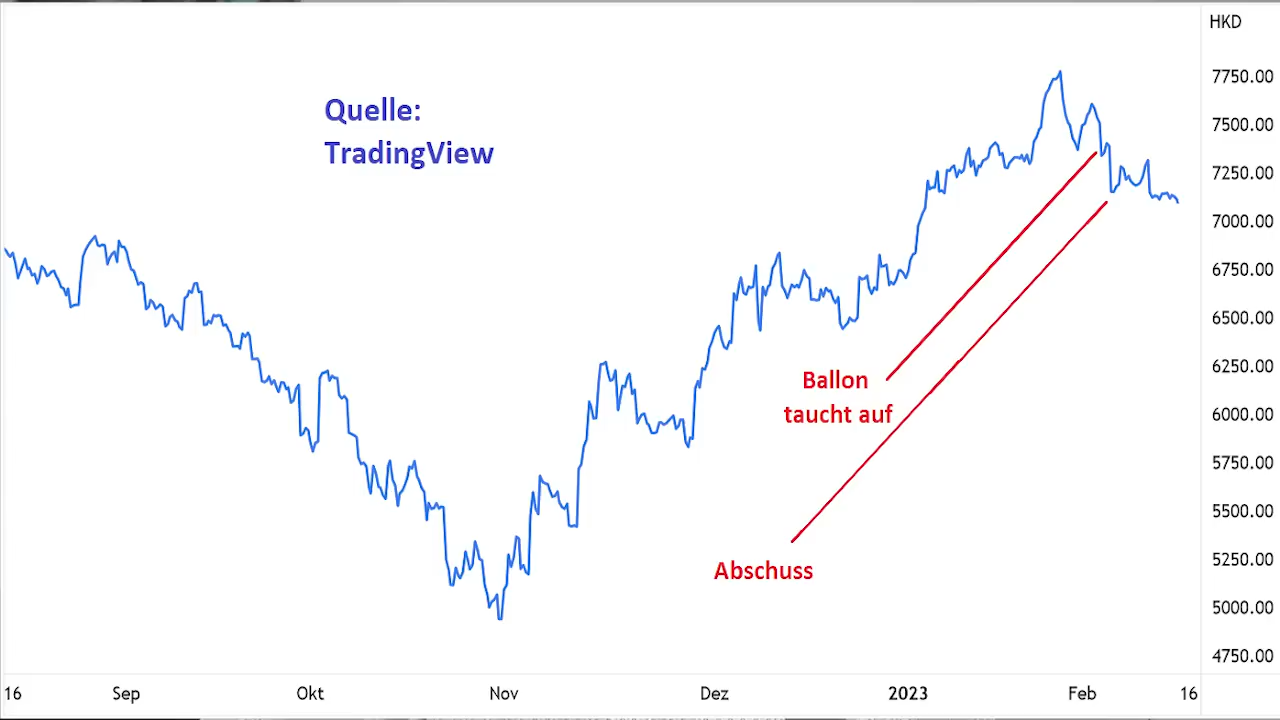 HKD
Quelle:
TradingView
7750.00
7500.00
7250.00
7000.00
6750.00
6500.00
6250.00
6000.00
5750.00
5500.00
5250.00
5000.00
4750.00
Ballon
taucht auf
Abschuss
16 Sep Okt Nov Dez 2023 Feb 16